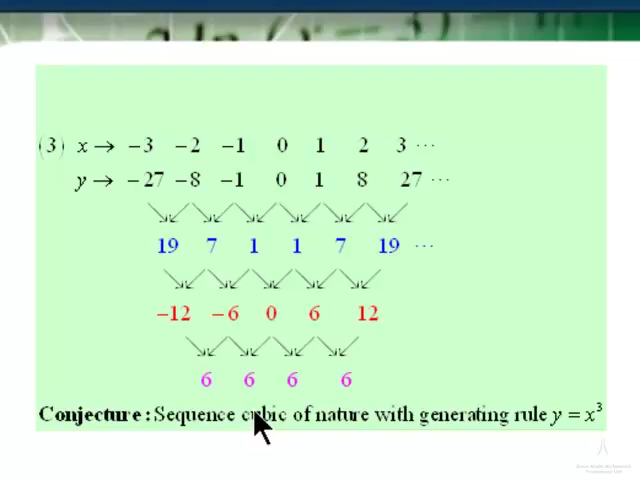 (3) x → −3 −2 −1 0 1 2 3 ⋯
y → −27 −8 −1 0 1 8 27 ⋯
19 7 1 1 7 19 ⋯
−12 −6 0 6 12
6 6 6 6
Conjecture : Sequence cubic of nature with generating rule y = x³